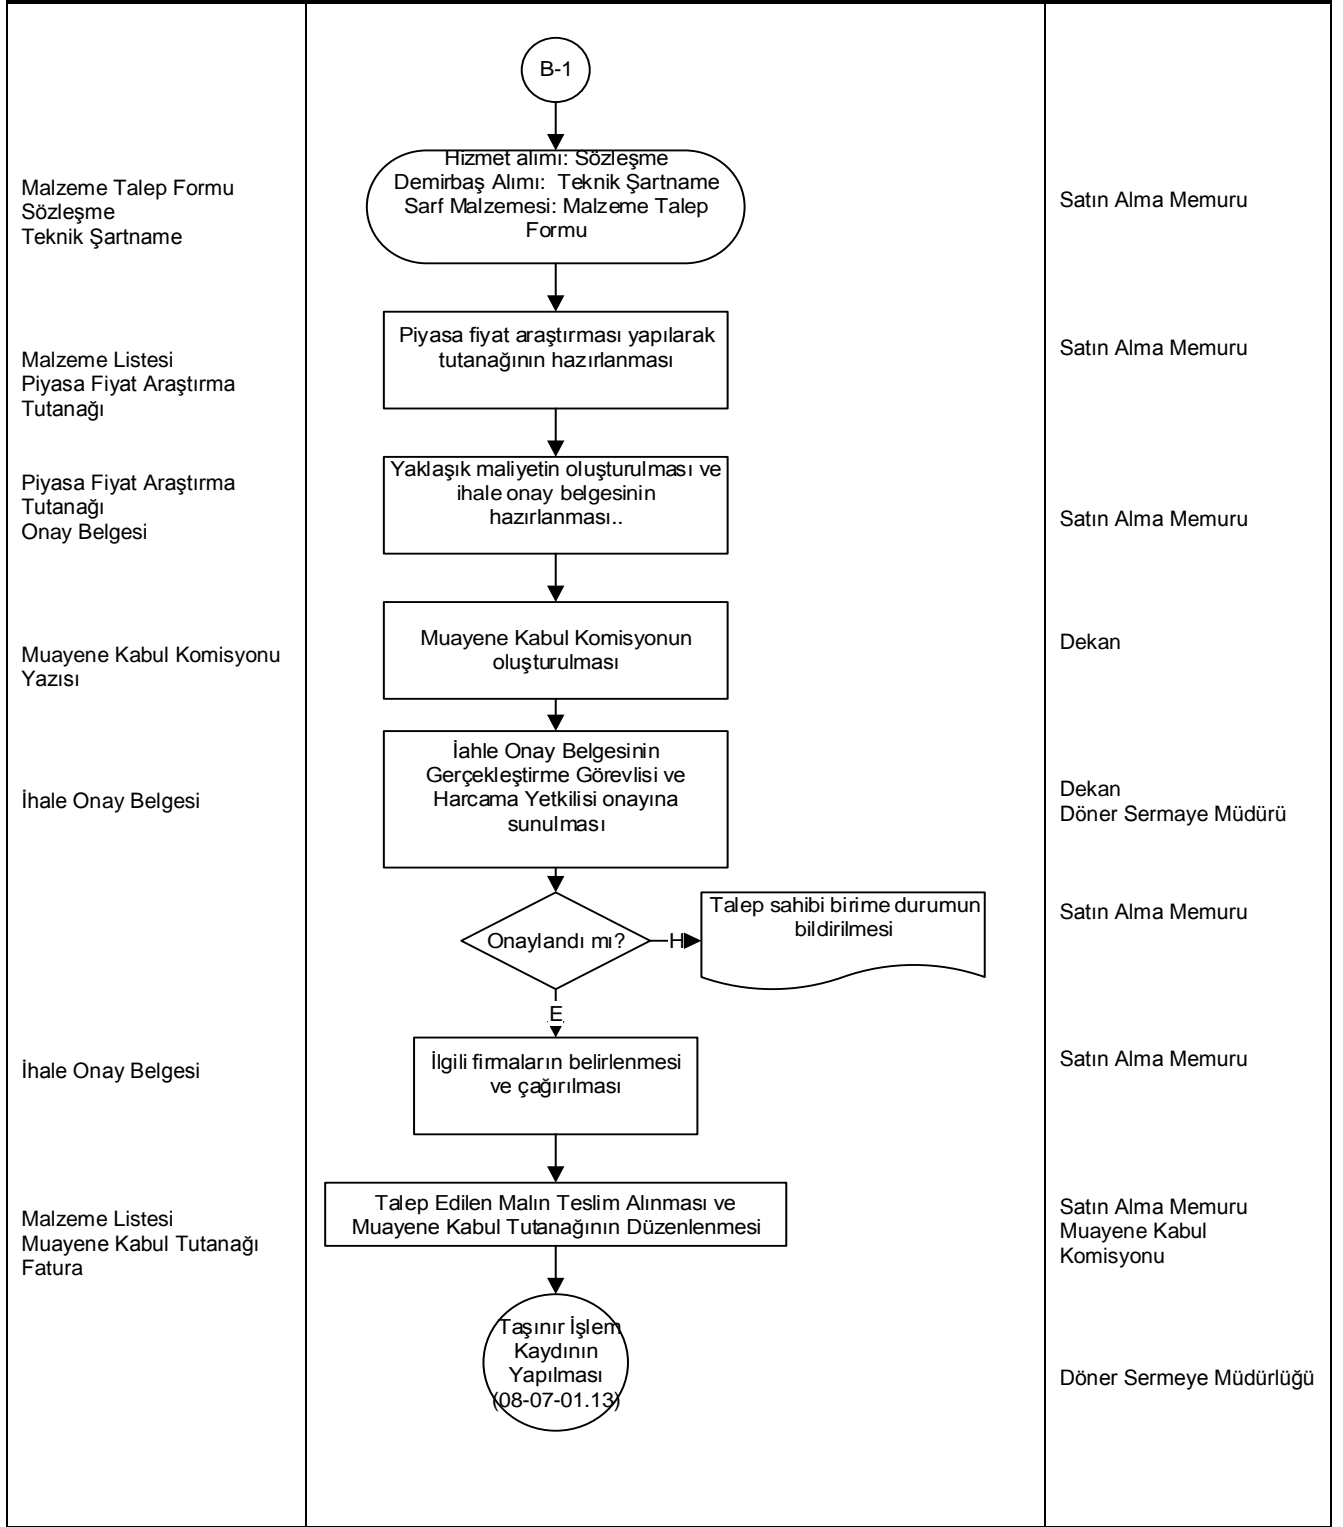 B-1
Malzeme Talep Formu
Sözleşme
Teknik Şartname
Hizmet alımı: Sözleşme
Demirbaş Alımı: Teknik Şartname
Sarf Malzemesi: Malzeme Talep
Formu
Satın Alma Memuru
Malzeme Listesi
Piyasa Fiyat Araştırma
Tutanağı
Piyasa fiyat araştırması yapılarak
tutanağının hazırlanması
Satın Alma Memuru
Piyasa Fiyat Araştırma
Tutanağı
Onay Belgesi
Yaklaşık maliyetin oluşturulması ve
ihale onay belgesinin
hazırlanması..
Satın Alma Memuru
Muayene Kabul Komisyonu
Yazısı
Muayene Kabul Komisyonun
oluşturulması
Dekan
İhale Onay Belgesi
İahle Onay Belgesinin
Gerçekleştirme Görevlisi ve
Harcama Yetkilisi onayına
sunulması
Dekan
Döner Sermaye Müdürü
Onaylandı mı?
H
Talep sahibi birime durumun
bildirilmesi
Satın Alma Memuru
E
İhale Onay Belgesi
İlgili firmaların belirlenmesi
ve çağırılması
Satın Alma Memuru
Malzeme Listesi
Muayene Kabul Tutanağı
Fatura
Talep Edilen Malın Teslim Alınması ve
Muayene Kabul Tutanağının Düzenlenmesi
Satın Alma Memuru
Muayene Kabul
Komisyonu
Taşınır İşlem
Kaydının
Yapılması
(08-07-01.13)
Döner Sermeye Müdürlüğü